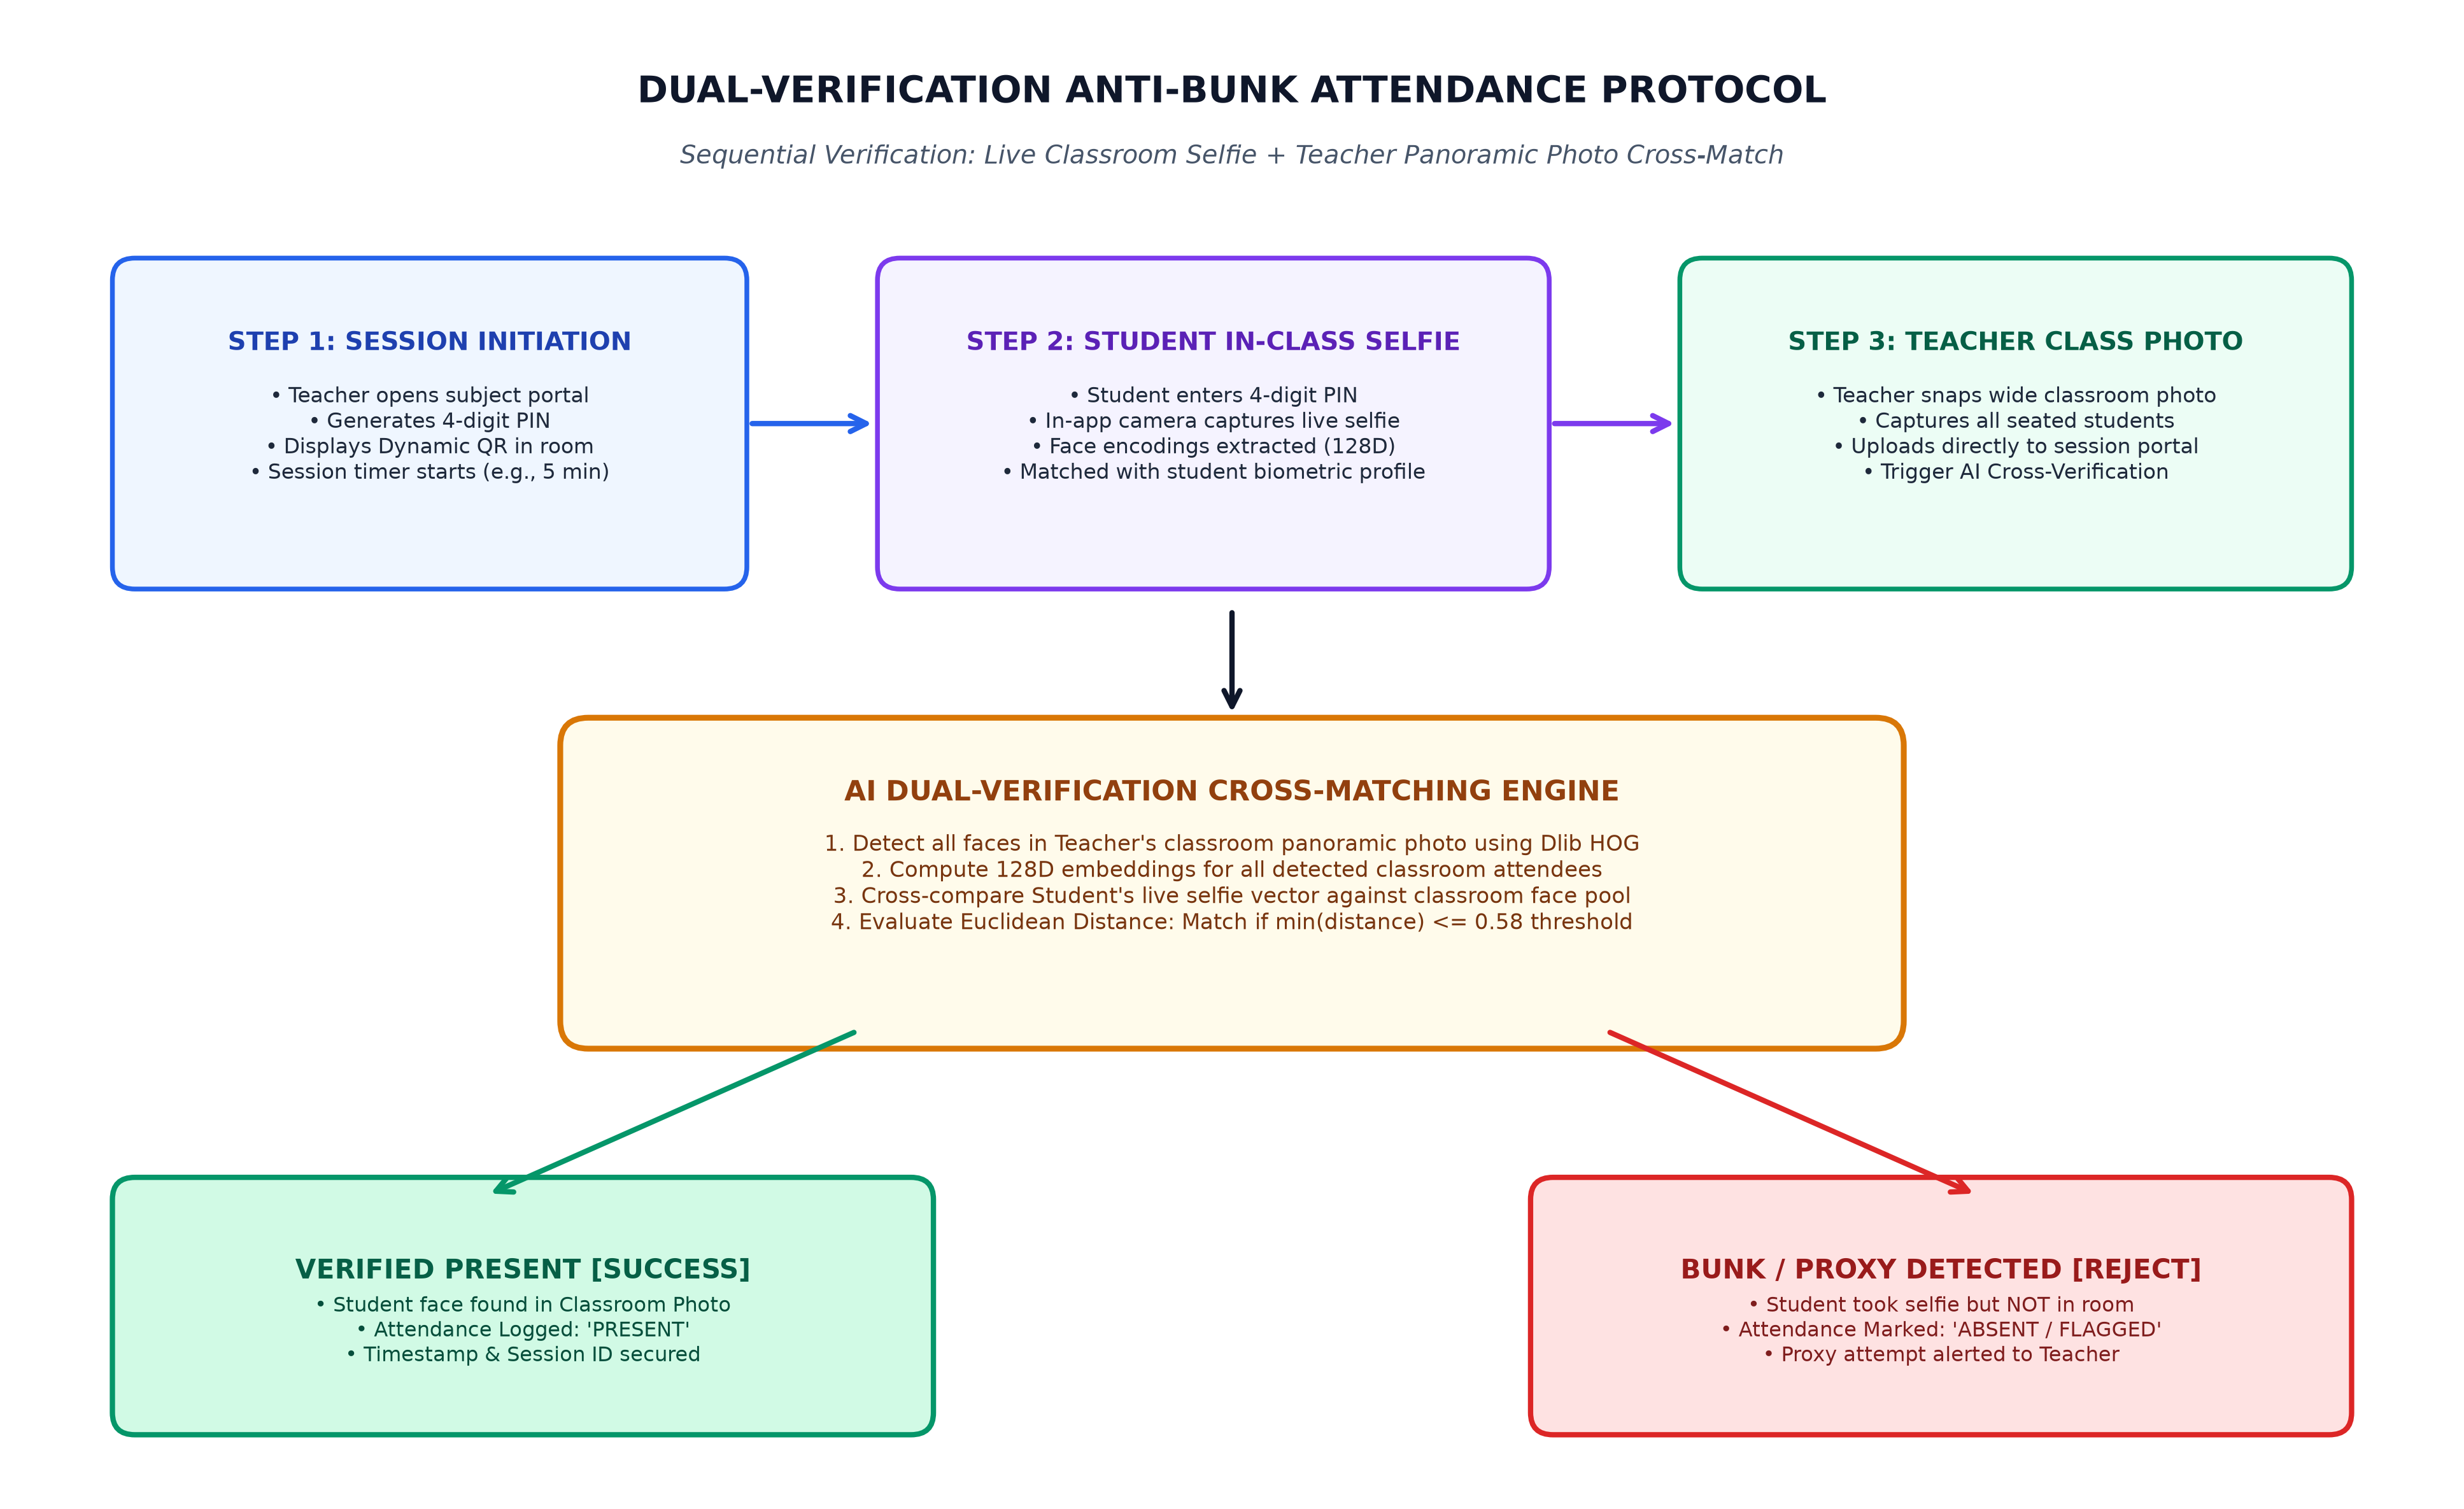 DUAL-VERIFICATION ANTI-BUNK ATTENDANCE PROTOCOL
Sequential Verification: Live Classroom Selfie + Teacher Panoramic Photo Cross-Match
STEP 1: SESSION INITIATION
• Teacher opens subject portal
• Generates 4-digit PIN
• Displays Dynamic QR in room
• Session timer starts (e.g., 5 min)
STEP 2: STUDENT IN-CLASS SELFIE
• Student enters 4-digit PIN
• In-app camera captures live selfie
• Face encodings extracted (128D)
• Matched with student biometric profile
STEP 3: TEACHER CLASS PHOTO
• Teacher snaps wide classroom photo
• Captures all seated students
• Uploads directly to session portal
• Trigger AI Cross-Verification
AI DUAL-VERIFICATION CROSS-MATCHING ENGINE
1. Detect all faces in Teacher's classroom panoramic photo using Dlib HOG
2. Compute 128D embeddings for all detected classroom attendees
3. Cross-compare Student's live selfie vector against classroom face pool
4. Evaluate Euclidean Distance: Match if min(distance) <= 0.58 threshold
VERIFIED PRESENT [SUCCESS]
• Student face found in Classroom Photo
• Attendance Logged: 'PRESENT'
• Timestamp & Session ID secured
BUNK / PROXY DETECTED [REJECT]
• Student took selfie but NOT in room
• Attendance Marked: 'ABSENT / FLAGGED'
• Proxy attempt alerted to Teacher